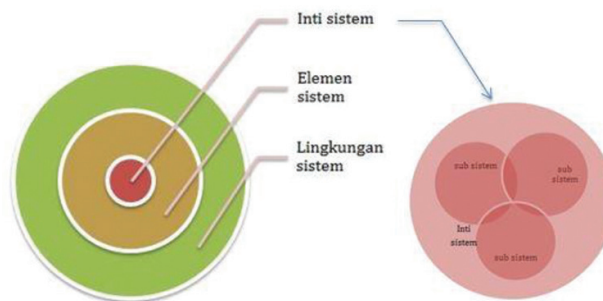 Inti sistem
Elemen
sistem
Lingkungan
sistem
sub sistem
sub
sistem
Inti
sistem
sub sistem